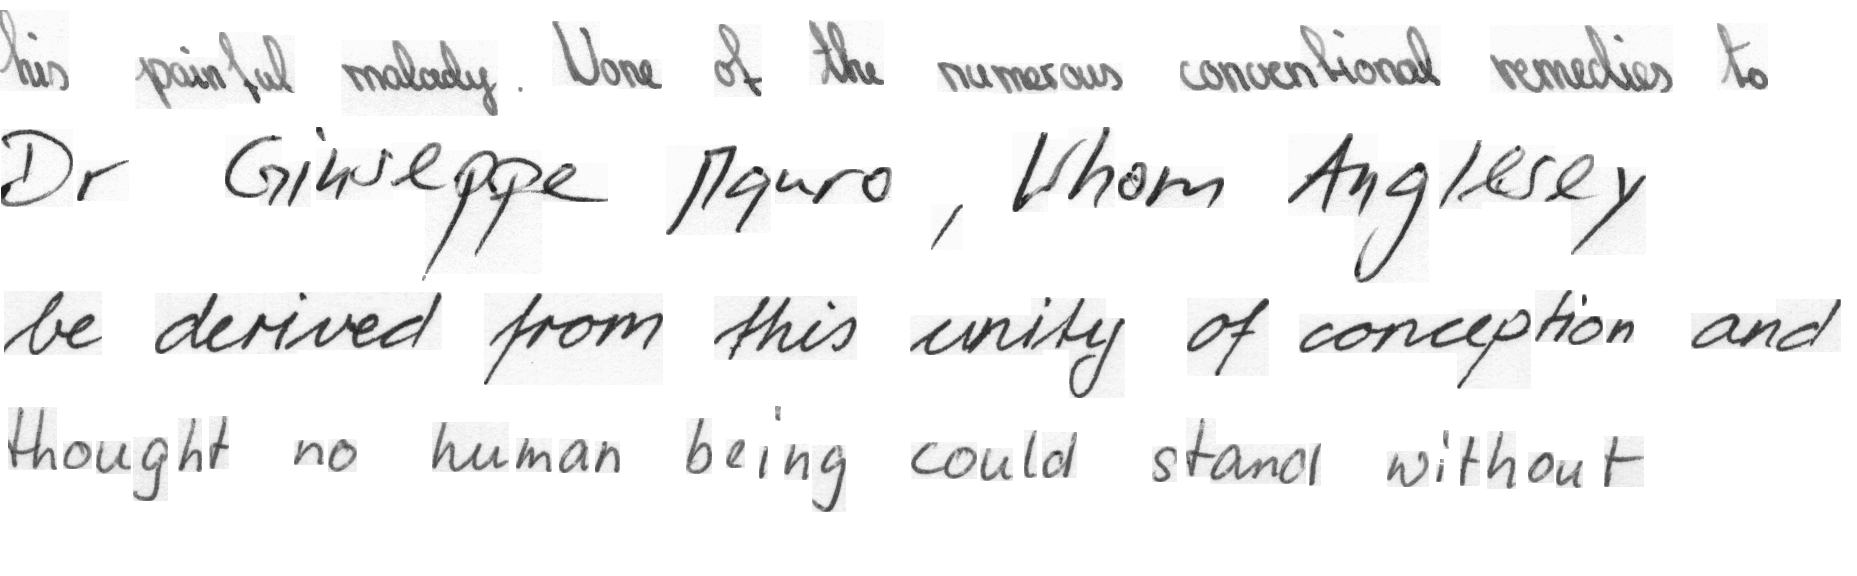 his painful malady. None of the numerous conventional remedies to
Dr Giuseppe Mauro, whom Anglesey
be derived from this unity of conception and
thought no human being could stand without